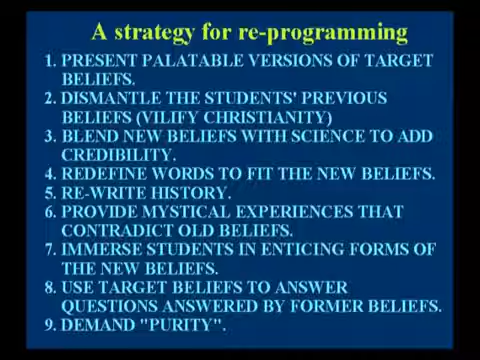 A strategy for re-programming
1. PRESENT PALATABLE VERSIONS OF TARGET
BELIEFS.
2. DISMANTLE THE STUDENTS' PREVIOUS
BELIEFS (VILIFY CHRISTIANITY)
3. BLEND NEW BELIEFS WITH SCIENCE TO ADD
CREDIBILITY.
4. REDEFINE WORDS TO FIT THE NEW BELIEFS.
5. RE-WRITE HISTORY.
6. PROVIDE MYSTICAL EXPERIENCES THAT
CONTRADICT OLD BELIEFS.
7. IMMERSE STUDENTS IN ENTICING FORMS OF
THE NEW BELIEFS.
8. USE TARGET BELIEFS TO ANSWER
QUESTIONS ANSWERED BY FORMER BELIEFS.
9. DEMAND "PURITY".